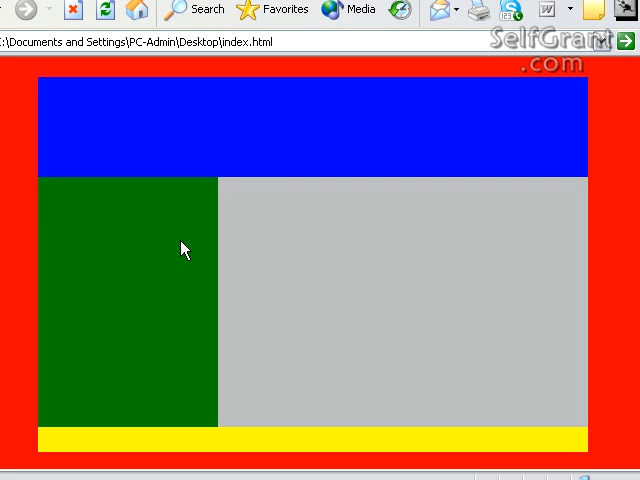 Search Favorites Media W
:\Documents and Settings\PC-Admin\Desktop\index.html
SelfGrant
.com